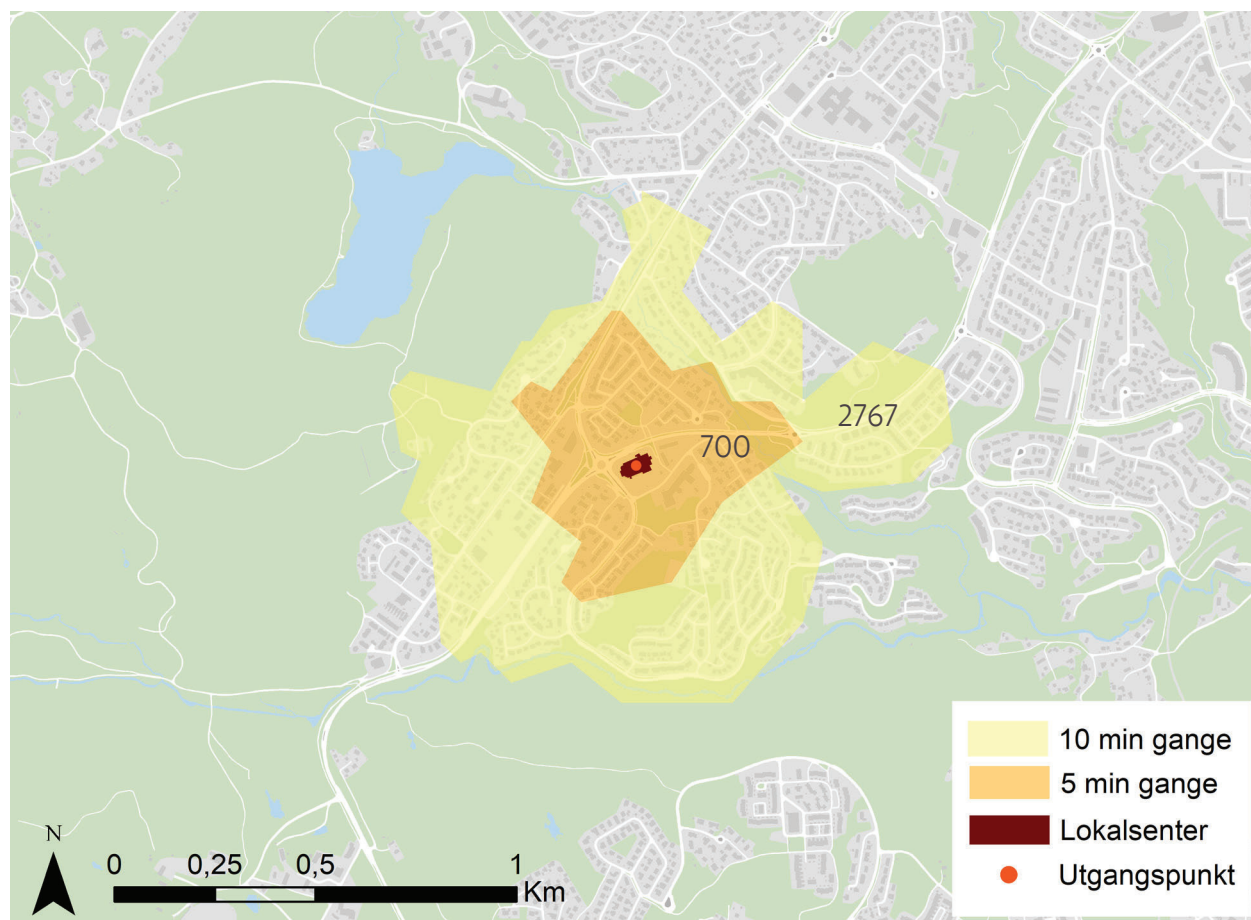 2767
700
10 min gange
5 min gange
Lokalsenter
Utgangspunkt
N
0 0,25 0,5 1
Km